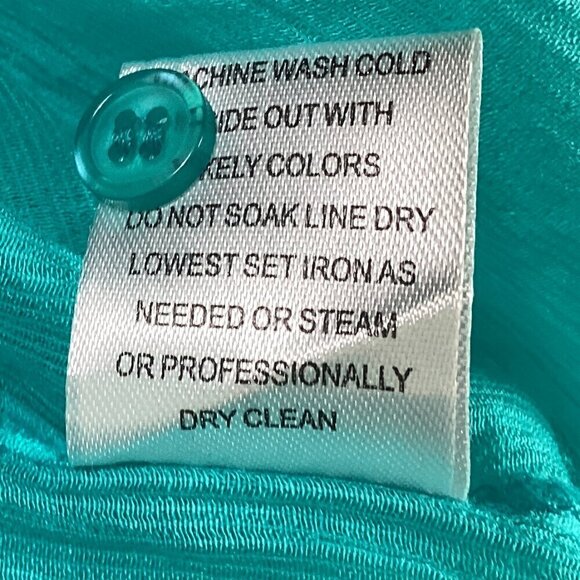 CHINE WASH COLD
IDE OUT WITH
KELY COLORS
DO NOT SOAK LINE DRY
LOWEST SET IRON AS
NEEDED OR STEAM
OR PROFESSIONALLY
DRY CLEAN